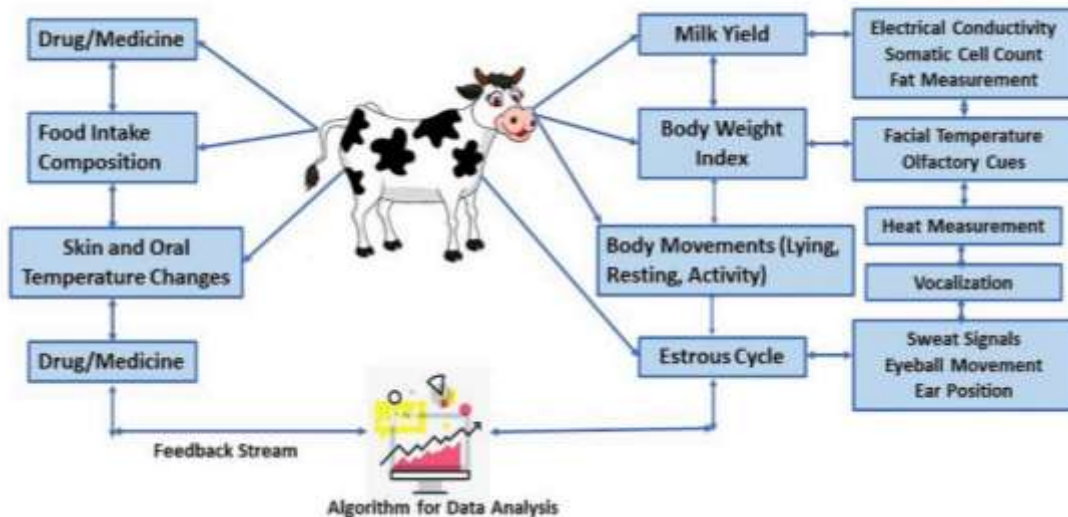 Drug/Medicine
Food Intake
Composition
Skin and Oral
Temperature Changes
Drug/Medicine
Feedback Stream
Algorithm for Data Analysis
Milk Yield
Body Weight
Index
Body Movements (Lying,
Resting, Activity)
Estrous Cycle
Electrical Conductivity
Somatic Cell Count
Fat Measurement
Facial Temperature
Olfactory Cues
Heat Measurement
Vocalization
Sweat Signals
Eyeball Movement
Ear Position